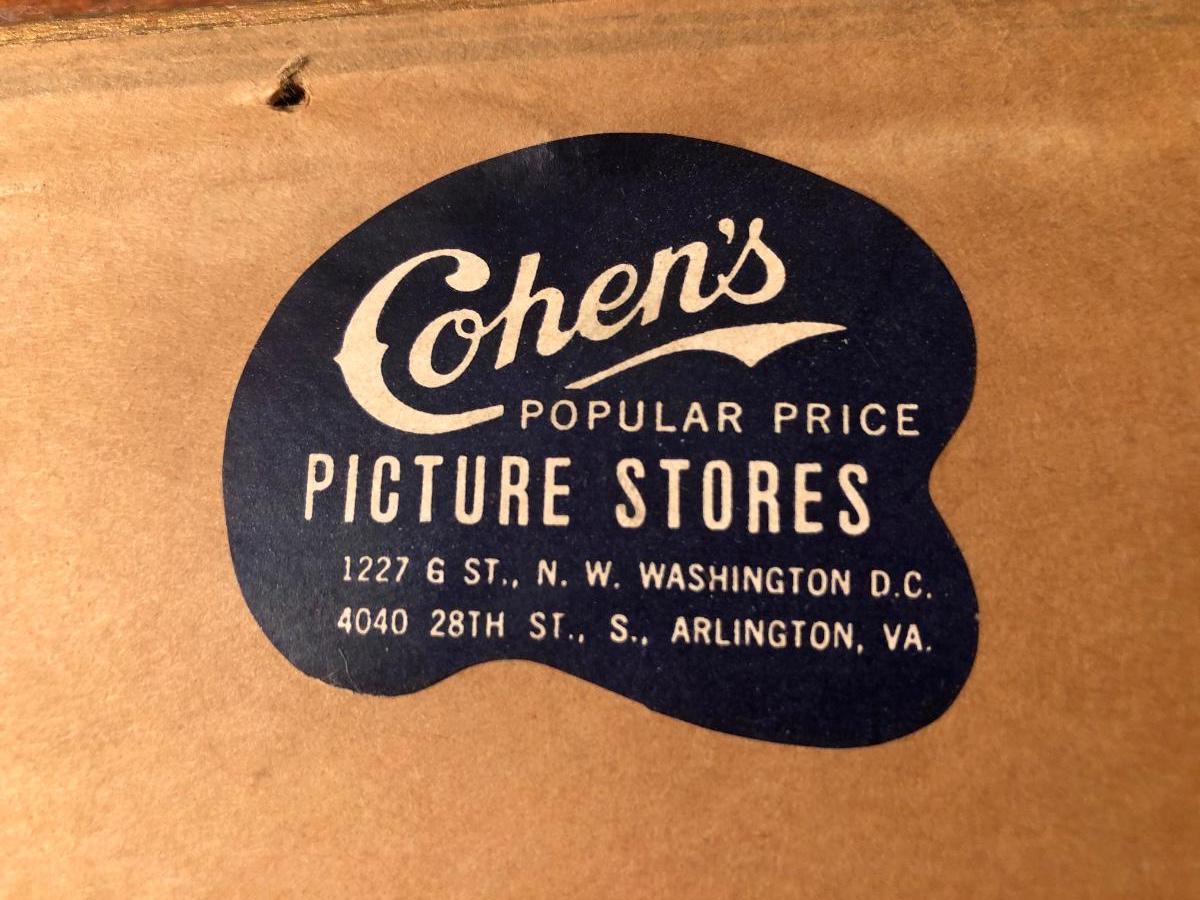 Cohen's
POPULAR PRICE
PICTURE STORES
1227 G ST., N. W. WASHINGTON D.C.
4040 28TH ST., S., ARLINGTON, VA.